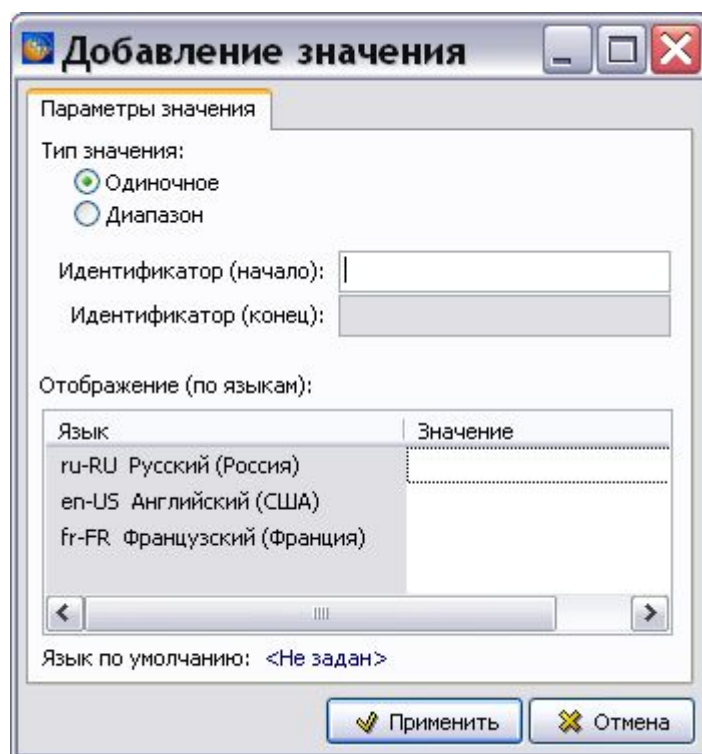 Добавление значения
Параметры значения
Тип значения:
Одиночное
Диапазон
Идентификатор (начало):
Идентификатор (конец):
Отображение (по языкам):
Язык Значение
ru-RU Русский (Россия)
en-US Английский (США)
fr-FR Французский (Франция)
Язык по умолчанию: <Не задан>
Применить Отмена